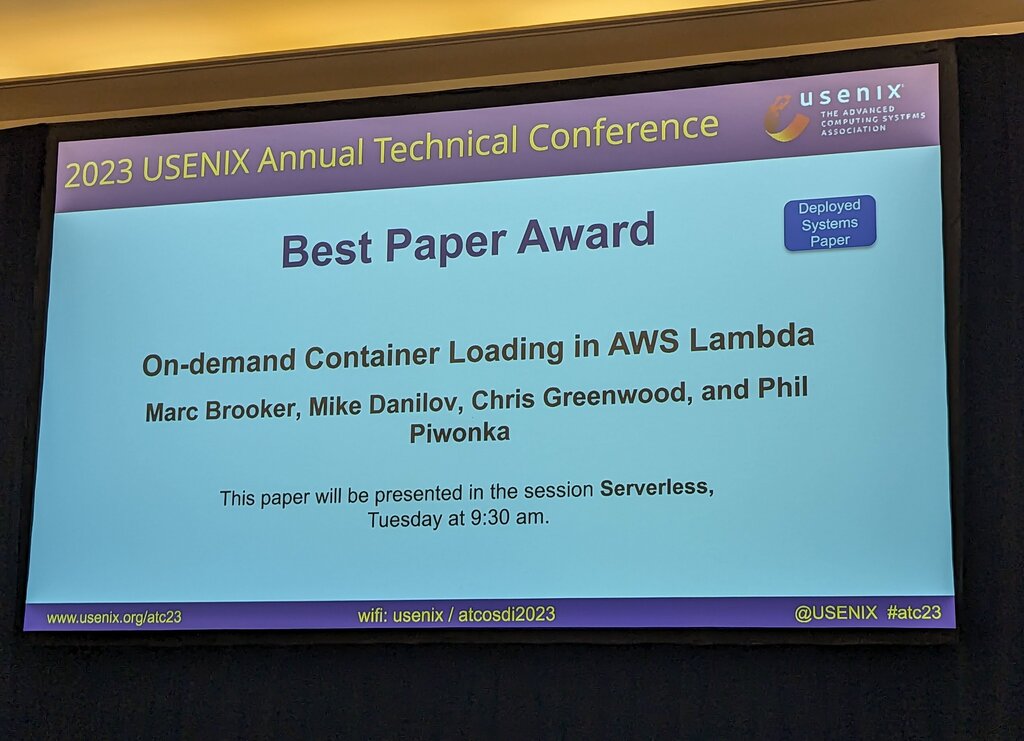 2023 USENIX Annual Technical Conference
usenix
THE ADVANCED
COMPUTING SYSTEMS
ASSOCIATION
Best Paper Award
Deployed
Systems
Paper
On-demand Container Loading in AWS Lambda
Marc Brooker, Mike Danilov, Chris Greenwood, and Phil
Piwonka
This paper will be presented in the session Serverless,
Tuesday at 9:30 am.
www.usenix.org/atc23
wifi: usenix / atcosdi2023
@USENIX #atc23